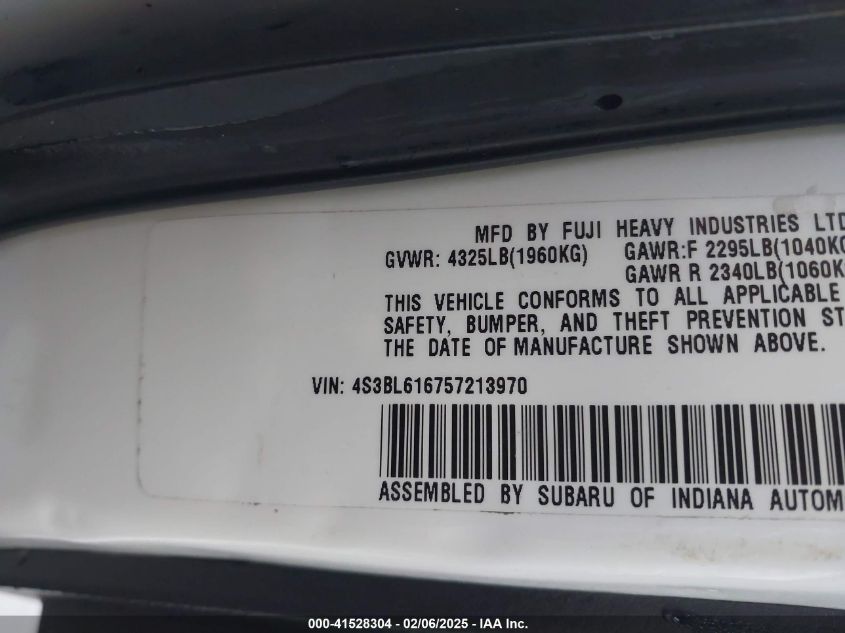 MFD BY FUJI HEAVY INDUSTRIES LTD
GVWR: 4325LB(1960KG) GAWR:F 2295LB(1040KG
GAWR R 2340LB(1060K
THIS VEHICLE CONFORMS TO ALL APPLICABLE
SAFETY, BUMPER, AND THEFT PREVENTION ST
THE DATE OF MANUFACTURE SHOWN ABOVE.
VIN: 4S3BL616757213970
ASSEMBLED BY SUBARU OF INDIANA AUTOM
000-41528304 - 02/06/2025 - IAA Inc.